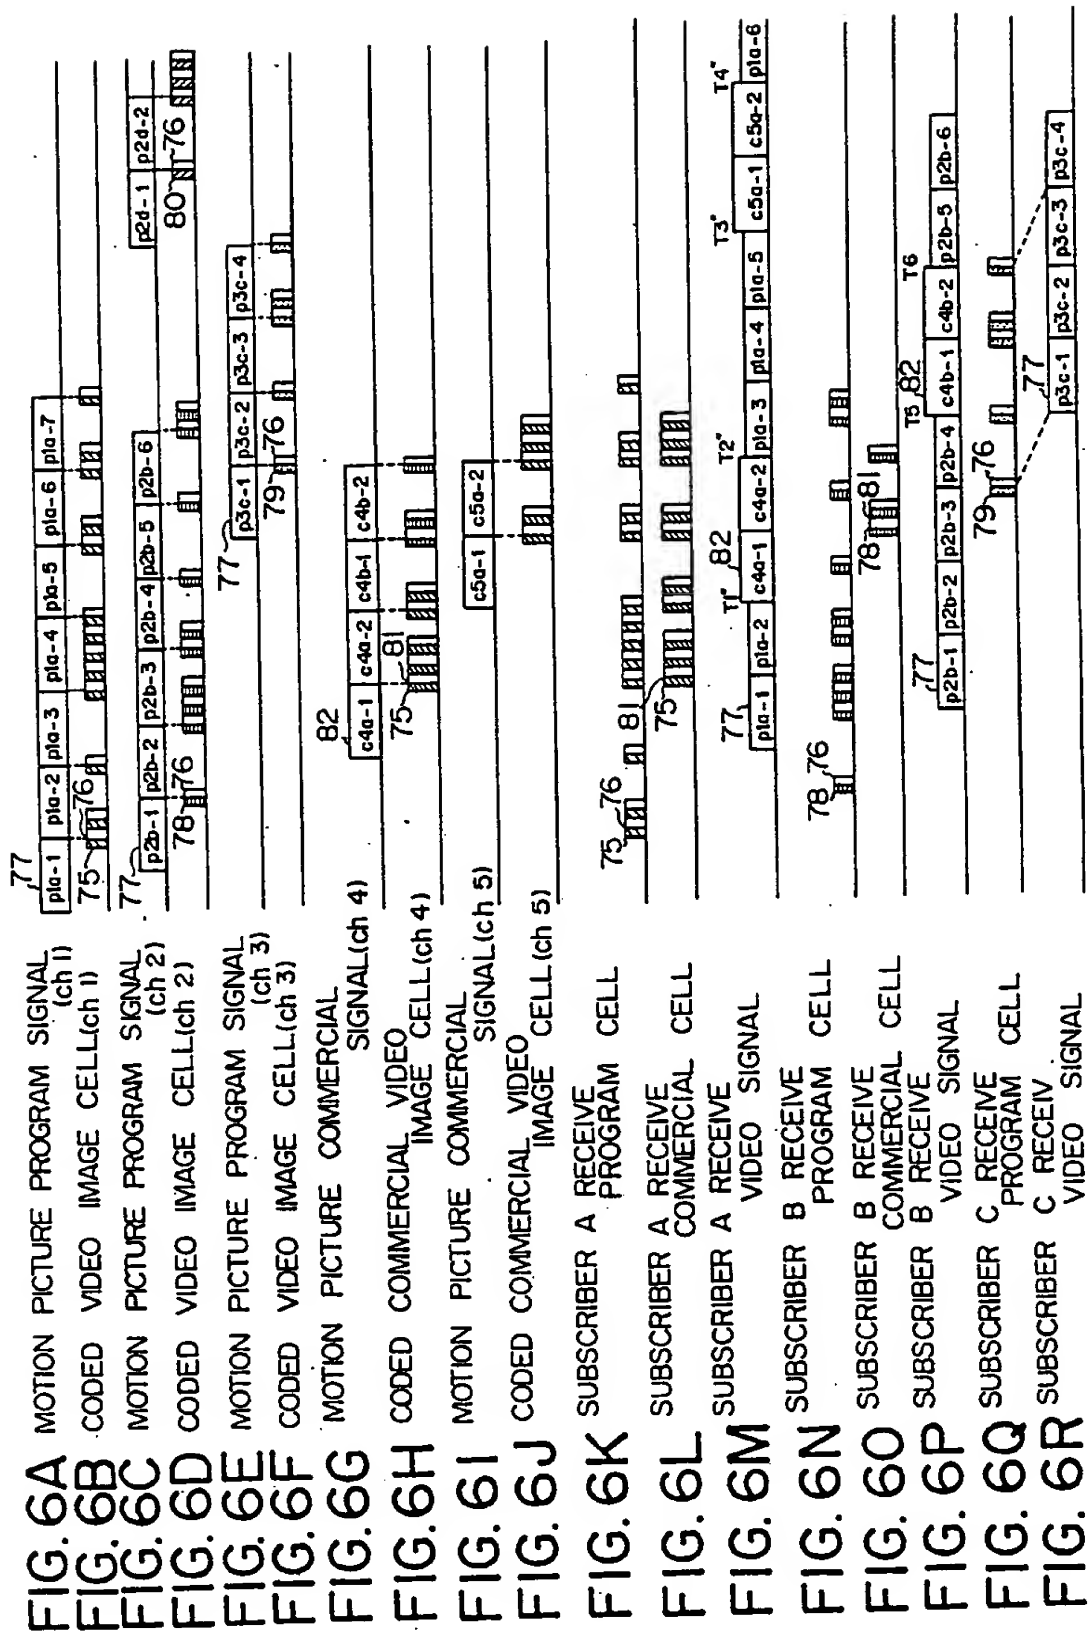 FIG. 6A MOTION PICTURE PROGRAM SIGNAL (ch 1)
77
p1a-1 p1a-2 p1a-3 p1a-4 p1a-5 p1a-6 p1a-7
FIG. 6B CODED VIDEO IMAGE CELL(ch 1)
75 76
FIG. 6C MOTION PICTURE PROGRAM SIGNAL (ch 2)
77
p2b-1 p2b-2 p2b-3 p2b-4 p2b-5 p2b-6 p2d-1 p2d-2
FIG. 6D CODED VIDEO IMAGE CELL(ch 2)
78 76 80 76
FIG. 6E MOTION PICTURE PROGRAM SIGNAL (ch 3)
77
p3c-1 p3c-2 p3c-3 p3c-4
FIG. 6F CODED VIDEO IMAGE CELL(ch 3)
79 76
FIG. 6G MOTION PICTURE COMMERCIAL SIGNAL(ch 4)
82
c4a-1 c4a-2 c4b-1 c4b-2
FIG. 6H CODED COMMERCIAL VIDEO IMAGE CELL(ch 4)
75 81
FIG. 6I MOTION PICTURE COMMERCIAL SIGNAL(ch 5)
c5a-1 c5a-2
FIG. 6J CODED COMMERCIAL VIDEO IMAGE CELL(ch 5)
FIG. 6K SUBSCRIBER A RECEIVE PROGRAM CELL
75 76
FIG. 6L SUBSCRIBER A RECEIVE COMMERCIAL CELL
75 81
FIG. 6M SUBSCRIBER A RECEIVE VIDEO SIGNAL
77 T1" 82 T2" T3" T4"
p1a-1 p1a-2 c4a-1 c4a-2 p1a-3 p1a-4 p1a-5 c5a-1 c5a-2 p1a-6
FIG. 6N SUBSCRIBER B RECEIVE PROGRAM CELL
78 76
FIG. 6O SUBSCRIBER B RECEIVE COMMERCIAL CELL
78 81
FIG. 6P SUBSCRIBER B RECEIVE VIDEO SIGNAL
77 T5 82 T6
p2b-1 p2b-2 p2b-3 p2b-4 c4b-1 c4b-2 p2b-5 p2b-6
FIG. 6Q SUBSCRIBER C RECEIVE PROGRAM CELL
79 76
FIG. 6R SUBSCRIBER C RECEIV VIDEO SIGNAL
77
p3c-1 p3c-2 p3c-3 p3c-4